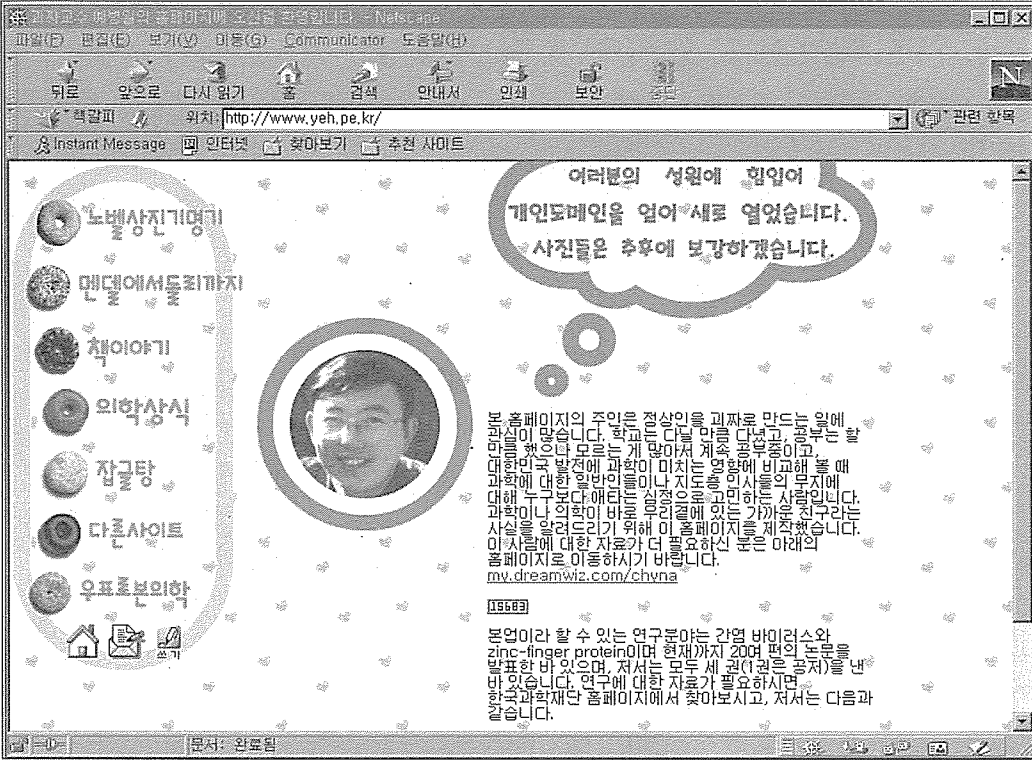 괴짜교수 예병일의 홈페이지에 오신걸 환영합니다. - Netscape
파일(F) 편집(E) 보기(V) 이동(G) Communicator 도움말(H)
뒤로 앞으로 다시 읽기 홈 검색 안내서 인쇄 보안 중단
N
책갈피 위치: http://www.yeh.pe.kr/ 관련 항목
Instant Message 인터넷 찾아보기 추천 사이트
노벨상진기명기
멘델에서돌리까지
책이야기
의학상식
잡글탕
다른사이트
우표로본의학
쓰기
여러분의 성원에 힘입어
개인도메인을 얻어 새로 열었습니다.
사진들은 추후에 보강하겠습니다.
본 홈페이지의 주인은 정상인을 괴짜로 만드는 일에
관심이 많습니다. 학교는 다닐 만큼 다녔고, 공부는 할
만큼 했으나 모르는 게 많아서 계속 공부중이고,
대한민국 발전에 과학이 미치는 영향에 비교해 볼 때
과학에 대한 일반인들이나 지도층 인사들의 무지에
대해 누구보다 애타는 심정으로 고민하는 사람입니다.
과학이나 의학이 바로 우리곁에 있는 가까운 친구라는
사실을 알려드리기 위해 이 홈페이지를 제작했습니다.
이 사람에 대한 자료가 더 필요하신 분은 아래의
홈페이지로 이동하시기 바랍니다.
my.dreamwiz.com/chyna
15683
본업이라 할 수 있는 연구분야는 간염 바이러스와
zinc-finger protein이며 현재까지 20여 편의 논문을
발표한 바 있으며, 저서는 모두 세 권(1권은 공저)을 낸
바 있습니다. 연구에 대한 자료가 필요하시면
한국과학재단 홈페이지에서 찾아보시고, 저서는 다음과
같습니다.
문서: 완료됨